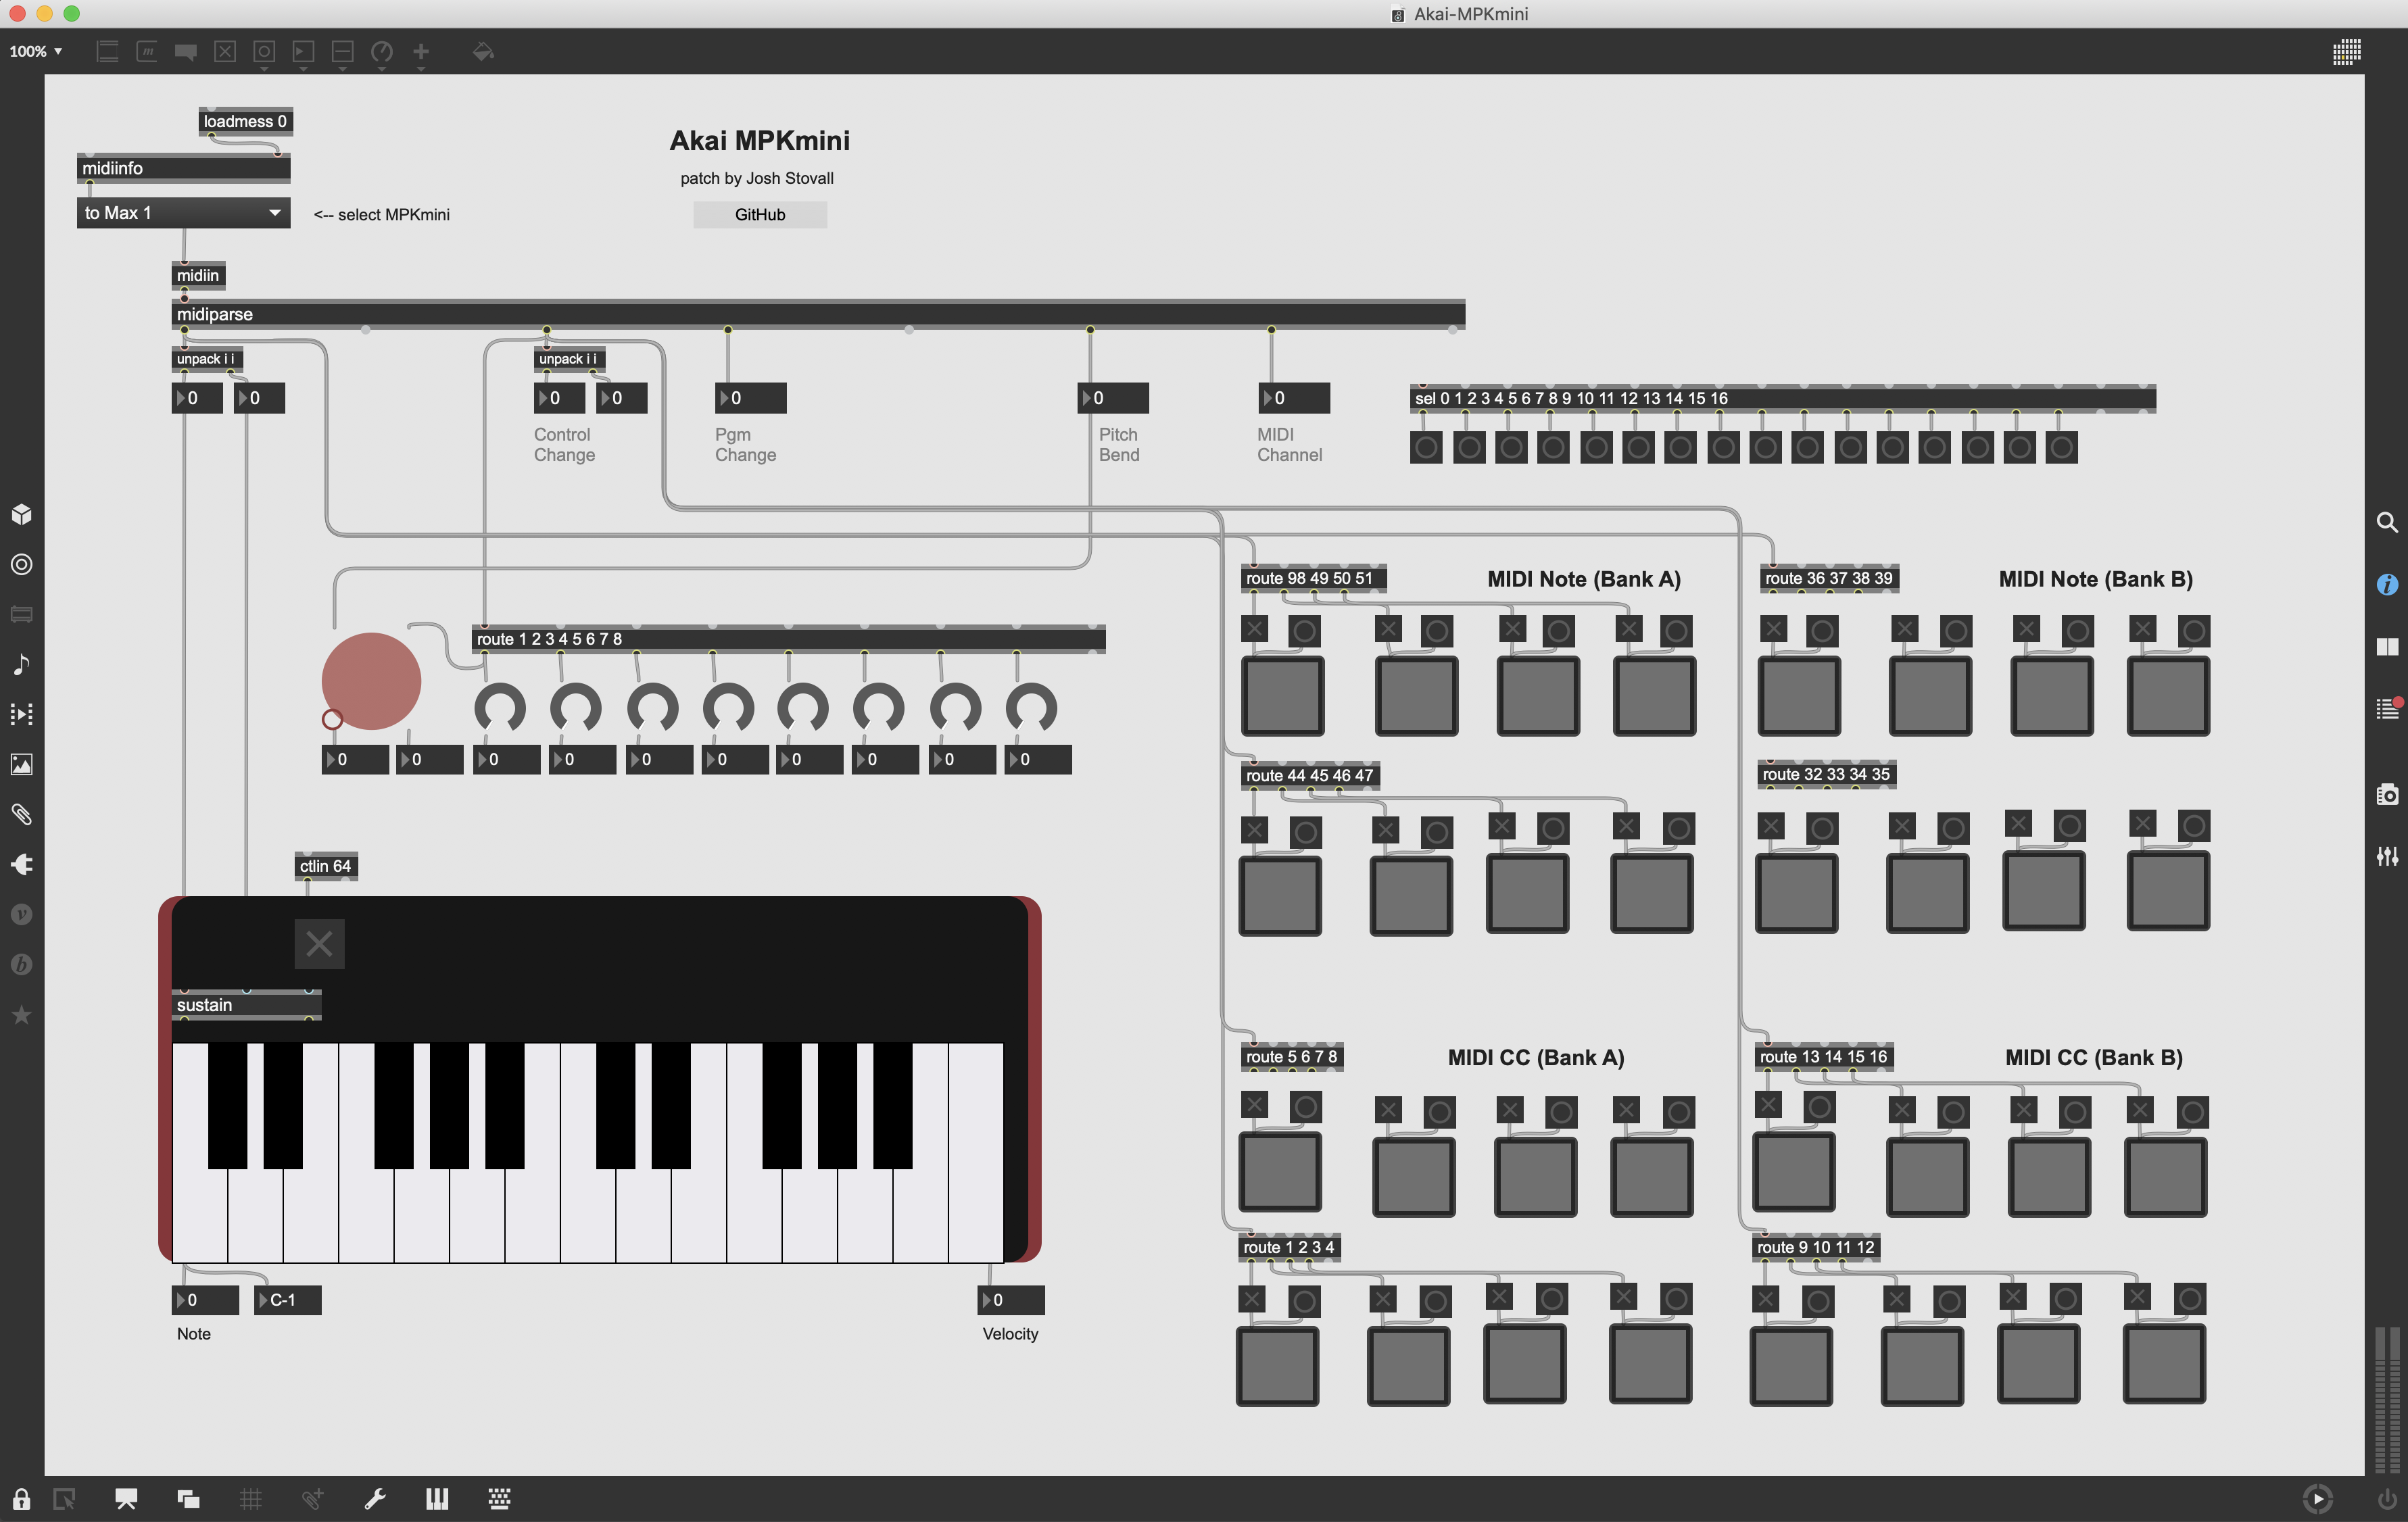 Akai-MPKmini
100%
loadmess 0
midiinfo
to Max 1
<-- select MPKmini
Akai MPKmini
patch by Josh Stovall
GitHub
midiin
midiparse
unpack i i
unpack i i
0
0
0
0
0
0
0
Control
Change
Pgm
Change
Pitch
Bend
MIDI
Channel
sel 0 1 2 3 4 5 6 7 8 9 10 11 12 13 14 15 16
route 98 49 50 51
MIDI Note (Bank A)
route 36 37 38 39
MIDI Note (Bank B)
route 1 2 3 4 5 6 7 8
0
0
0
0
0
0
0
0
0
0
route 44 45 46 47
route 32 33 34 35
ctlin 64
sustain
route 5 6 7 8
MIDI CC (Bank A)
route 13 14 15 16
MIDI CC (Bank B)
route 1 2 3 4
route 9 10 11 12
0
C-1
0
Note
Velocity